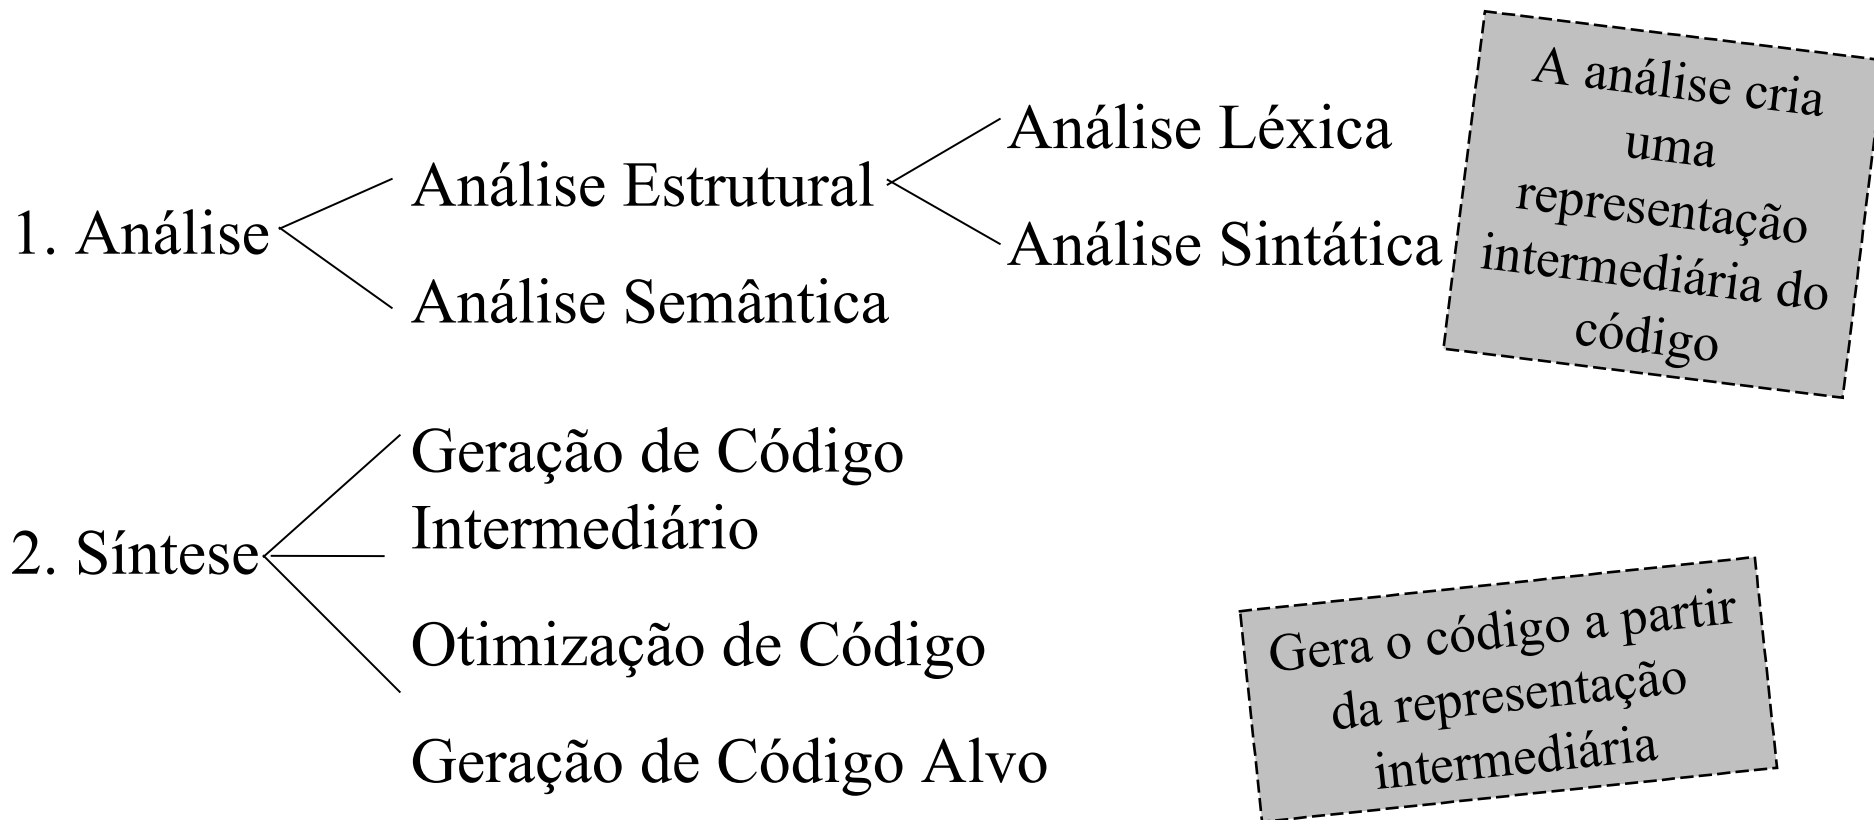 1. Análise
Análise Estrutural
Análise Semântica
Análise Léxica
Análise Sintática
A análise cria
uma
representação
intermediária do
código
2. Síntese
Geração de Código
Intermediário
Otimização de Código
Geração de Código Alvo
Gera o código a partir
da representação
intermediária